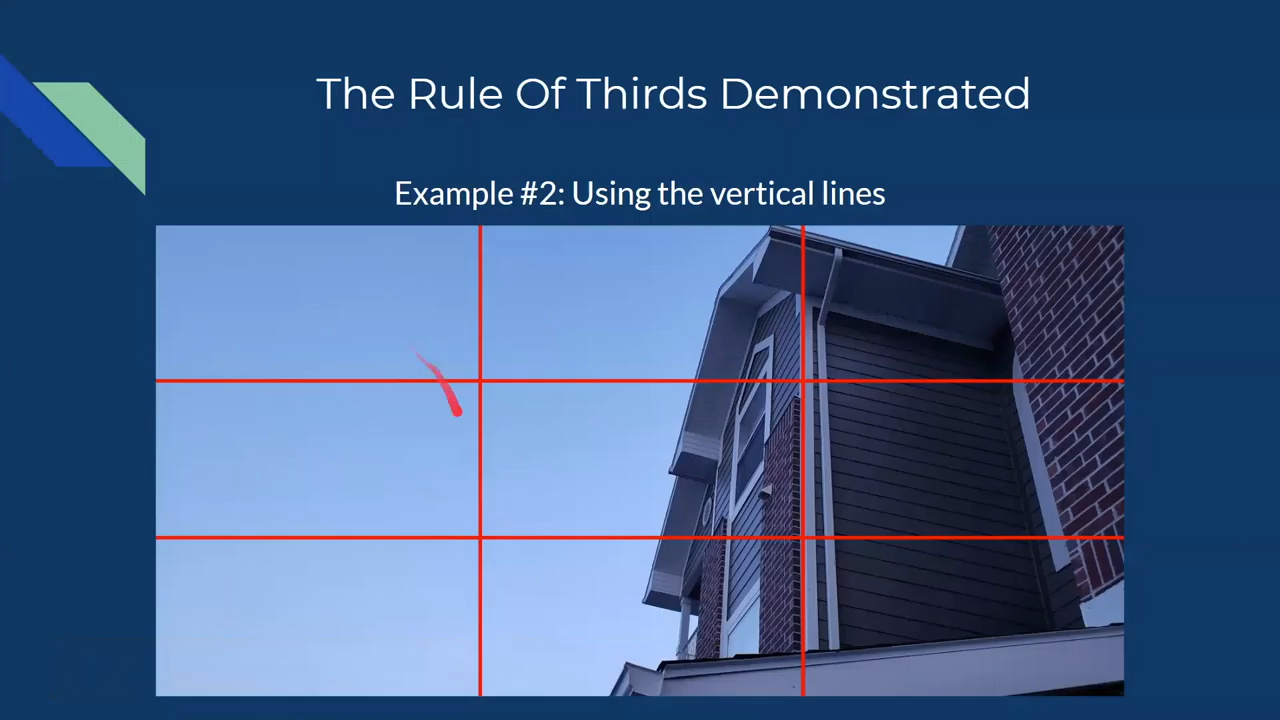 The Rule Of Thirds Demonstrated
Example #2: Using the vertical lines